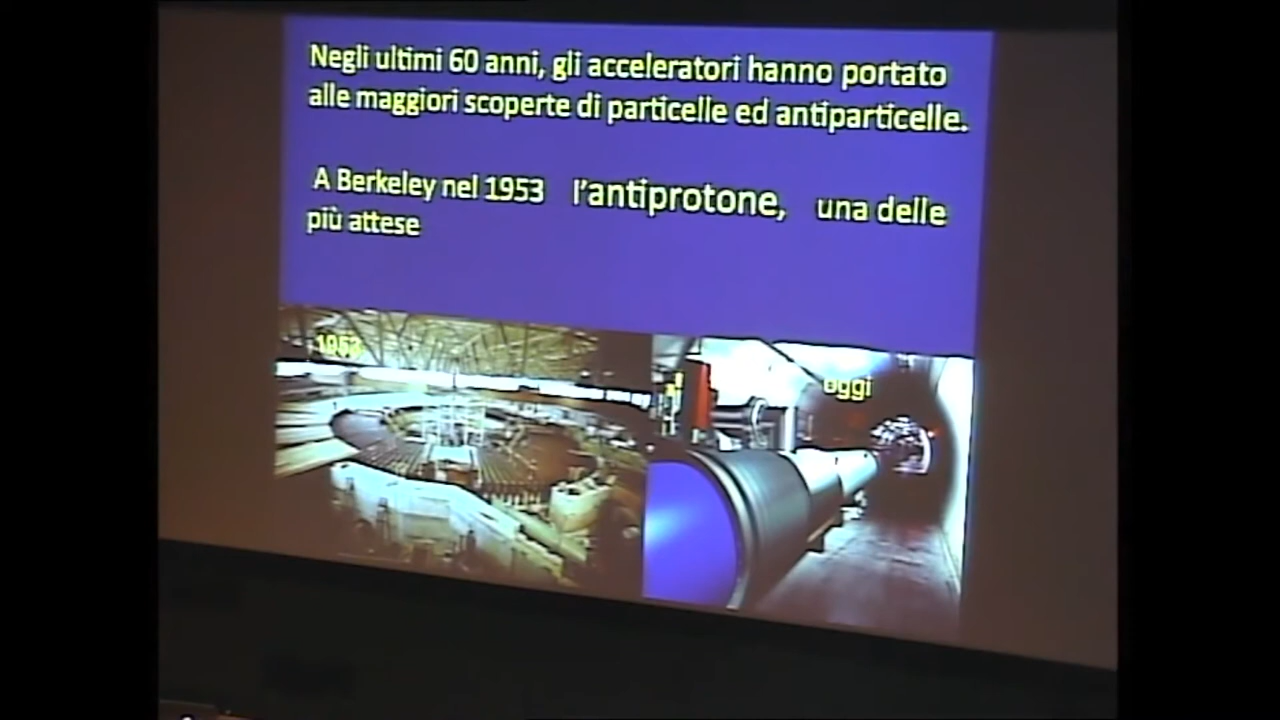 Negli ultimi 60 anni, gli acceleratori hanno portato
alle maggiori scoperte di particelle ed antiparticelle.
A Berkeley nel 1953 l'antiprotone, una delle
più attese
1953
oggi